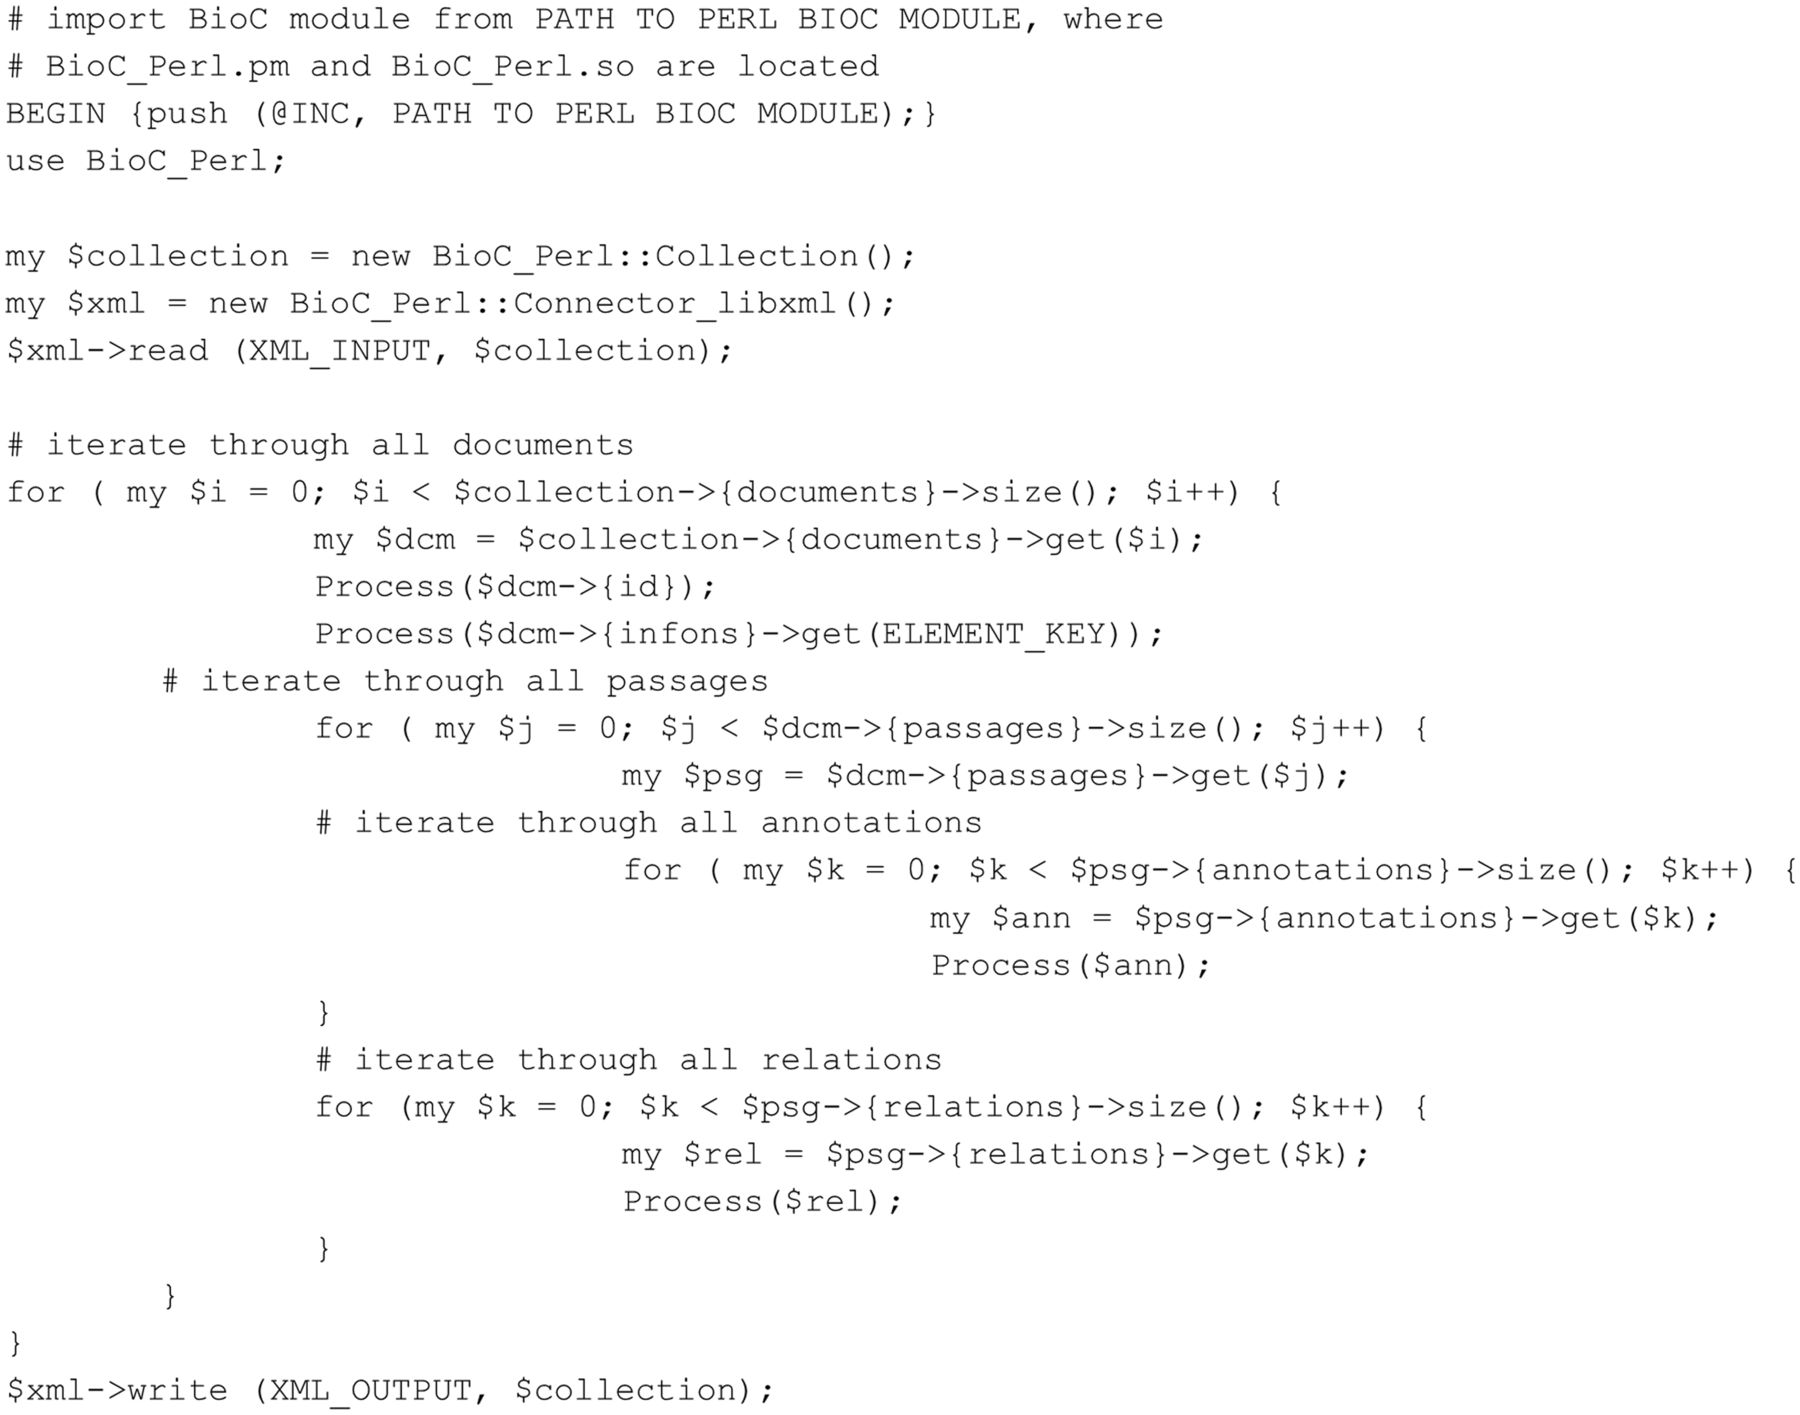 # import BioC module from PATH TO PERL BIOC MODULE, where
# BioC_Perl.pm and BioC_Perl.so are located
BEGIN {push (@INC, PATH TO PERL BIOC MODULE);}
use BioC_Perl;

my $collection = new BioC_Perl::Collection();
my $xml = new BioC_Perl::Connector_libxml();
$xml->read (XML_INPUT, $collection);

# iterate through all documents
for ( my $i = 0; $i < $collection->{documents}->size(); $i++) {
my $dcm = $collection->{documents}->get($i);
Process($dcm->{id});
Process($dcm->{infons}->get(ELEMENT_KEY));
# iterate through all passages
for ( my $j = 0; $j < $dcm->{passages}->size(); $j++) {
my $psg = $dcm->{passages}->get($j);
# iterate through all annotations
for ( my $k = 0; $k < $psg->{annotations}->size(); $k++) {
my $ann = $psg->{annotations}->get($k);
Process($ann);
}
# iterate through all relations
for (my $k = 0; $k < $psg->{relations}->size(); $k++) {
my $rel = $psg->{relations}->get($k);
Process($rel);
}
}
}
$xml->write (XML_OUTPUT, $collection);